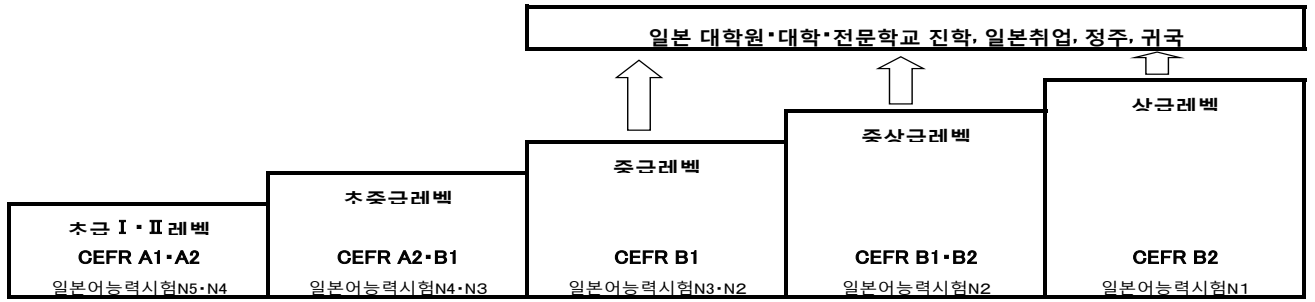 일본 대학원･대학･전문학교 진학, 일본취업, 정주, 귀국
상급레벨
중상급레벨
중급레벨
초중급레벨
초급Ⅰ･Ⅱ레벨
CEFR A1･A2
CEFR A2･B1
CEFR B1
CEFR B1･B2
CEFR B2
일본어능력시험N5･N4
일본어능력시험N4･N3
일본어능력시험N3･N2
일본어능력시험N2
일본어능력시험N1